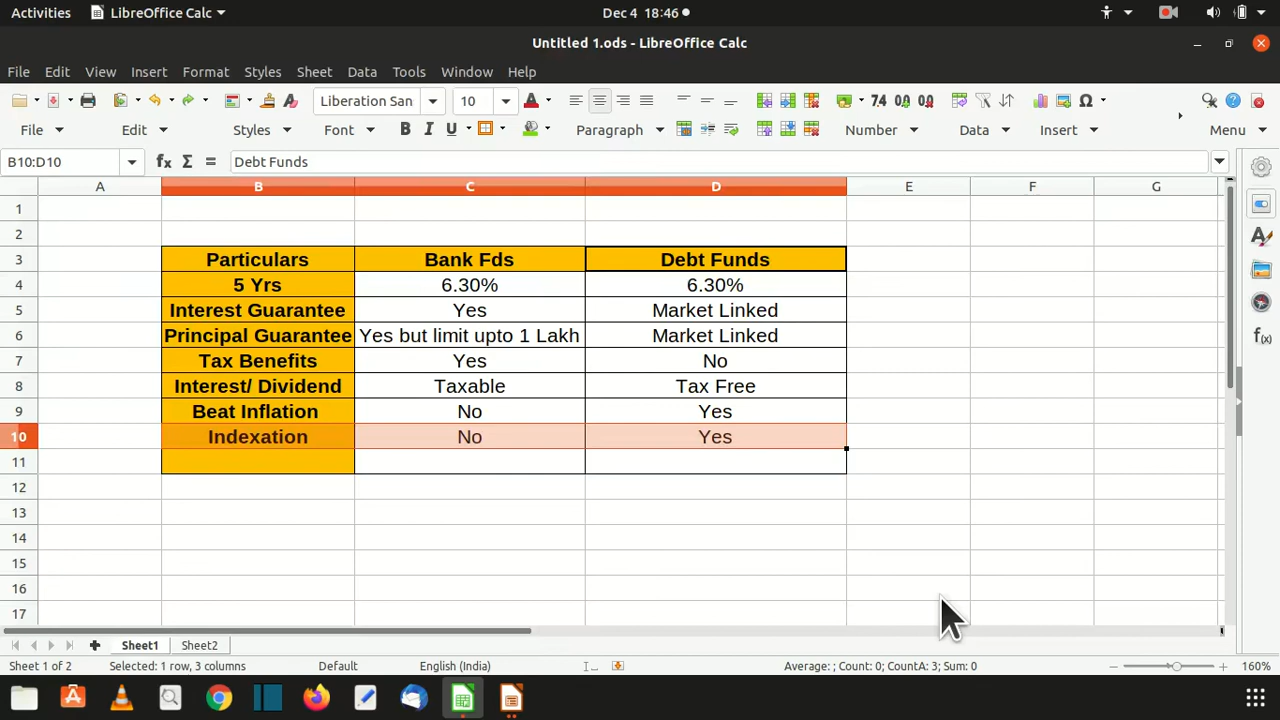 Activities LibreOffice Calc Dec 4 18:46
Untitled 1.ods - LibreOffice Calc
File Edit View Insert Format Styles Sheet Data Tools Window Help
Liberation San 10
File Edit Styles Font B I U Paragraph Number Data Insert Menu
B10:D10 fx Σ = Debt Funds
A B C D E F G
1
2
3 Particulars Bank Fds Debt Funds
4 5 Yrs 6.30% 6.30%
5 Interest Guarantee Yes Market Linked
6 Principal Guarantee Yes but limit upto 1 Lakh Market Linked
7 Tax Benefits Yes No
8 Interest/ Dividend Taxable Tax Free
9 Beat Inflation No Yes
10 Indexation No Yes
11
12
13
14
15
16
17
Sheet1 Sheet2
Sheet 1 of 2 Selected: 1 row, 3 columns Default English (India) Average: ; Count: 0; CountA: 3; Sum: 0 160%